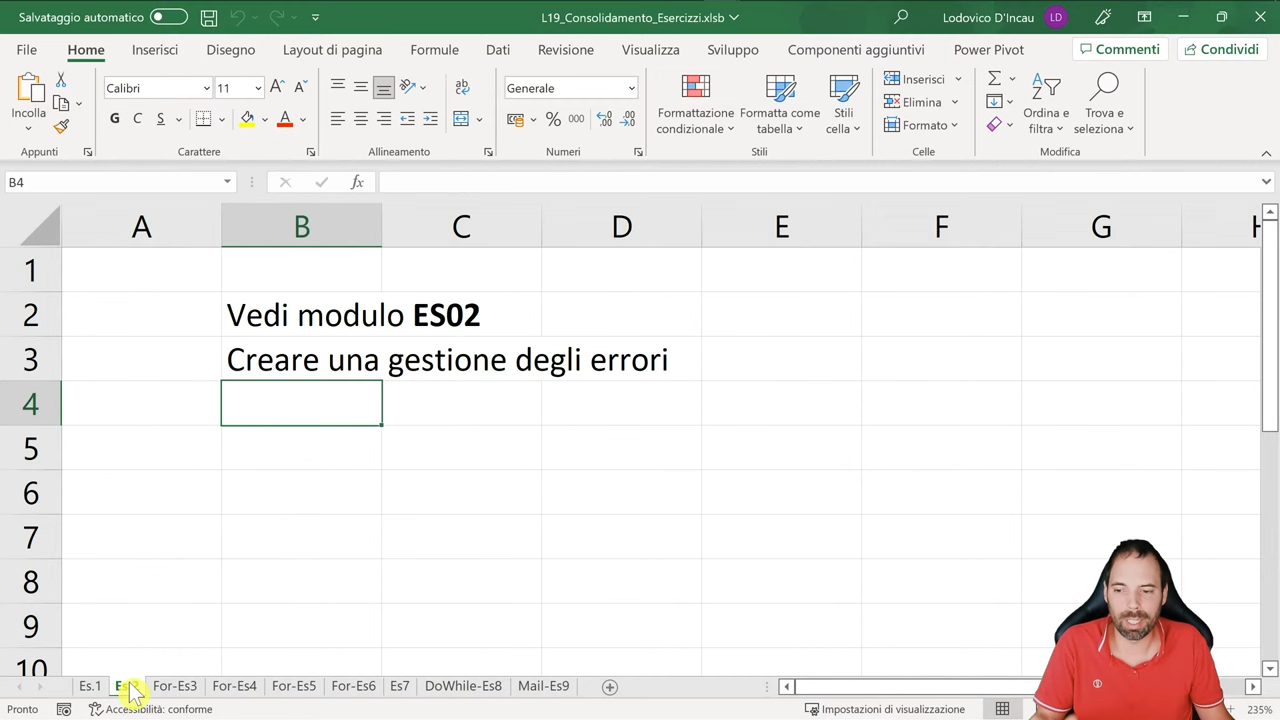 Salvataggio automatico
L19_Consolidamento_Esercizzi.xlsb
Lodovico D'Incau
LD
File
Home
Inserisci
Disegno
Layout di pagina
Formule
Dati
Revisione
Visualizza
Sviluppo
Componenti aggiuntivi
Power Pivot
Commenti
Condividi
Incolla
Calibri
11
G C S
Generale
% 000
Formattazione condizionale
Formatta come tabella
Stili cella
Inserisci
Elimina
Formato
Ordina e filtra
Trova e seleziona
Appunti
Carattere
Allineamento
Numeri
Stili
Celle
Modifica
B4
fx
A B C D E F G H
1
2 Vedi modulo ES02
3 Creare una gestione degli errori
4
5
6
7
8
9
10
Es.1
For-Es3
For-Es4
For-Es5
For-Es6
Es7
DoWhile-Es8
Mail-Es9
Pronto
Accessibilità: conforme
Impostazioni di visualizzazione
235%